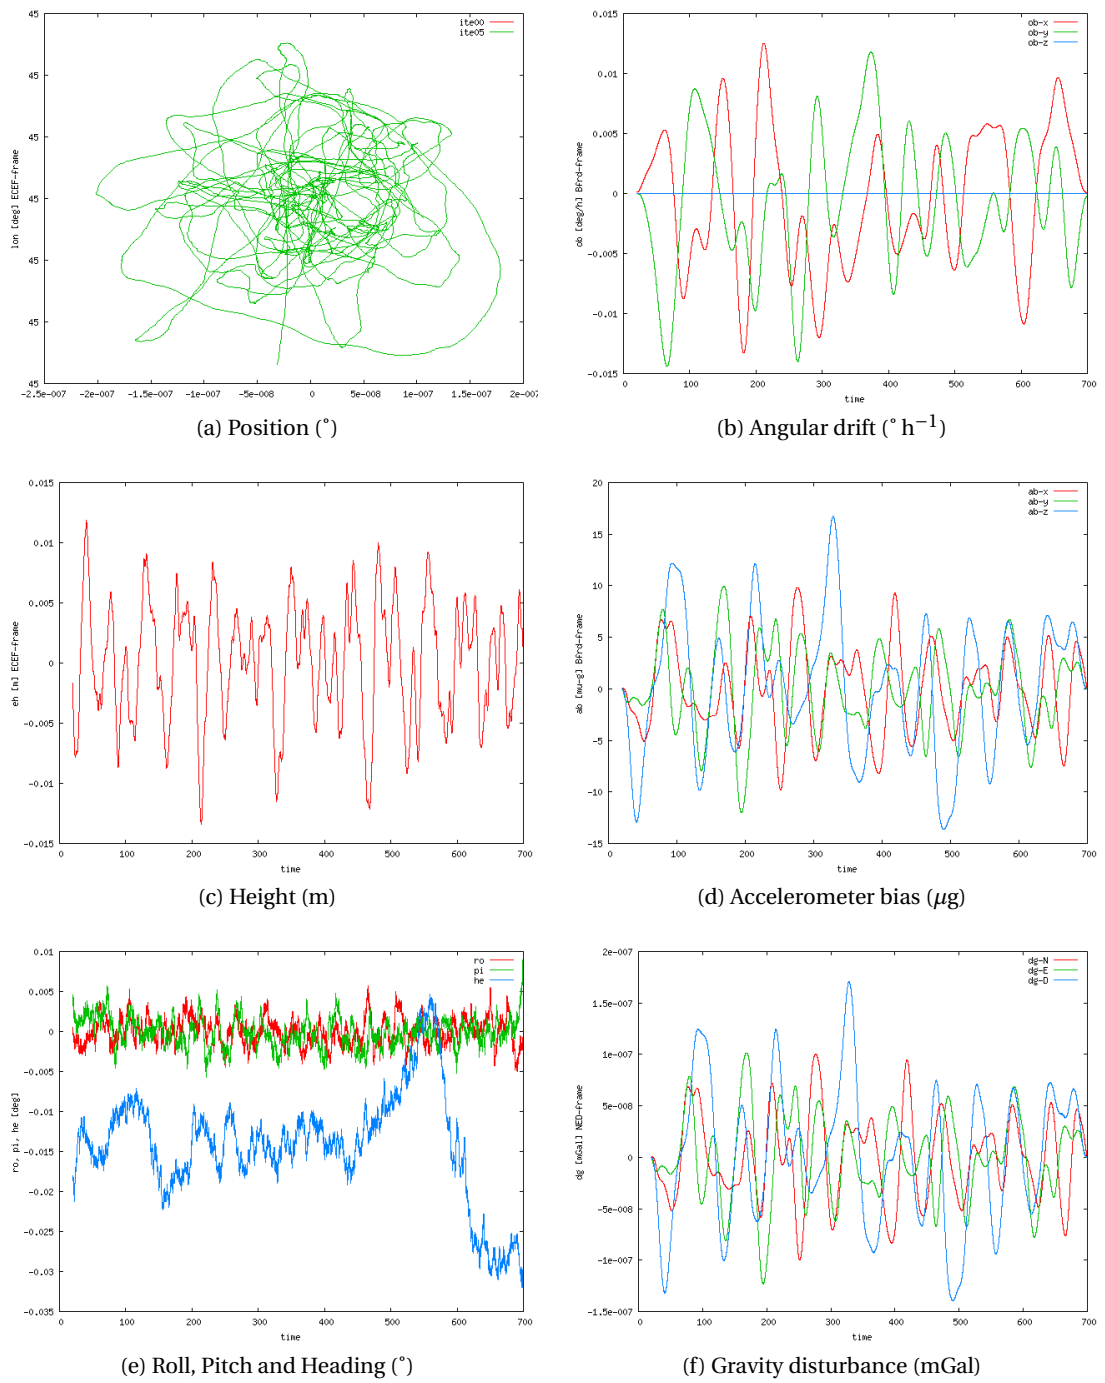 45
45
45
45
45
45
45
lon [deg] ECEF-frame
ite00
ite05
-2.5e-007 -2e-007 -1.5e-007 -1e-007 -5e-008 0 5e-008 1e-007 1.5e-007 2e-00
(a) Position (°)
0.015
0.01
0.005
0
-0.005
-0.01
-0.015
ob [deg/h] Bfrd-frame
ob-x
ob-y
ob-z
0 100 200 300 400 500 600 700
time
(b) Angular drift (° h⁻¹)
0.015
0.01
0.005
0
-0.005
-0.01
-0.015
eh [m] ECEF-frame
0 100 200 300 400 500 600 700
time
(c) Height (m)
20
15
10
5
0
-5
-10
-15
ab [mu-g] Bfrd-frame
ab-x
ab-y
ab-z
0 100 200 300 400 500 600 700
time
(d) Accelerometer bias (μg)
0.01
0.005
0
-0.005
-0.01
-0.015
-0.02
-0.025
-0.03
-0.035
ro, pi, he [deg]
ro
pi
he
0 100 200 300 400 500 600 700
time
(e) Roll, Pitch and Heading (°)
2e-007
1.5e-007
1e-007
5e-008
0
-5e-008
-1e-007
-1.5e-007
dg [mGal] NED-frame
dg-N
dg-E
dg-D
0 100 200 300 400 500 600 700
time
(f) Gravity disturbance (mGal)